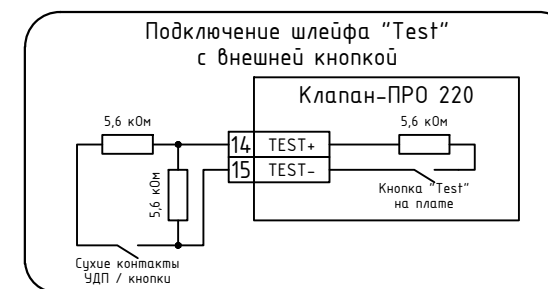 Подключение шлейфа "Test"
с внешней кнопкой
Клапан-ПРО 220
5,6 кОм
5,6 кОм
14 TEST+
15 TEST-
5,6 кОм
Кнопка "Test"
на плате
Сухие контакты
УДП / кнопки